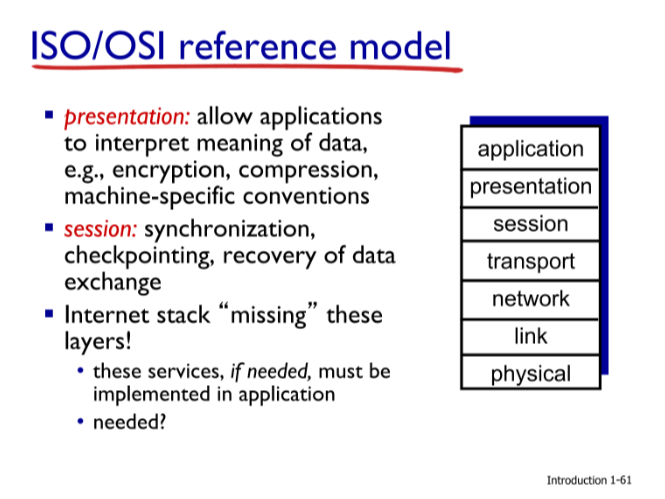 ISO/OSI reference model
▪ presentation: allow applications
to interpret meaning of data,
e.g., encryption, compression,
machine-specific conventions
▪ session: synchronization,
checkpointing, recovery of data
exchange
▪ Internet stack “missing” these
layers!
• these services, if needed, must be
implemented in application
• needed?
application
presentation
session
transport
network
link
physical
Introduction 1-61